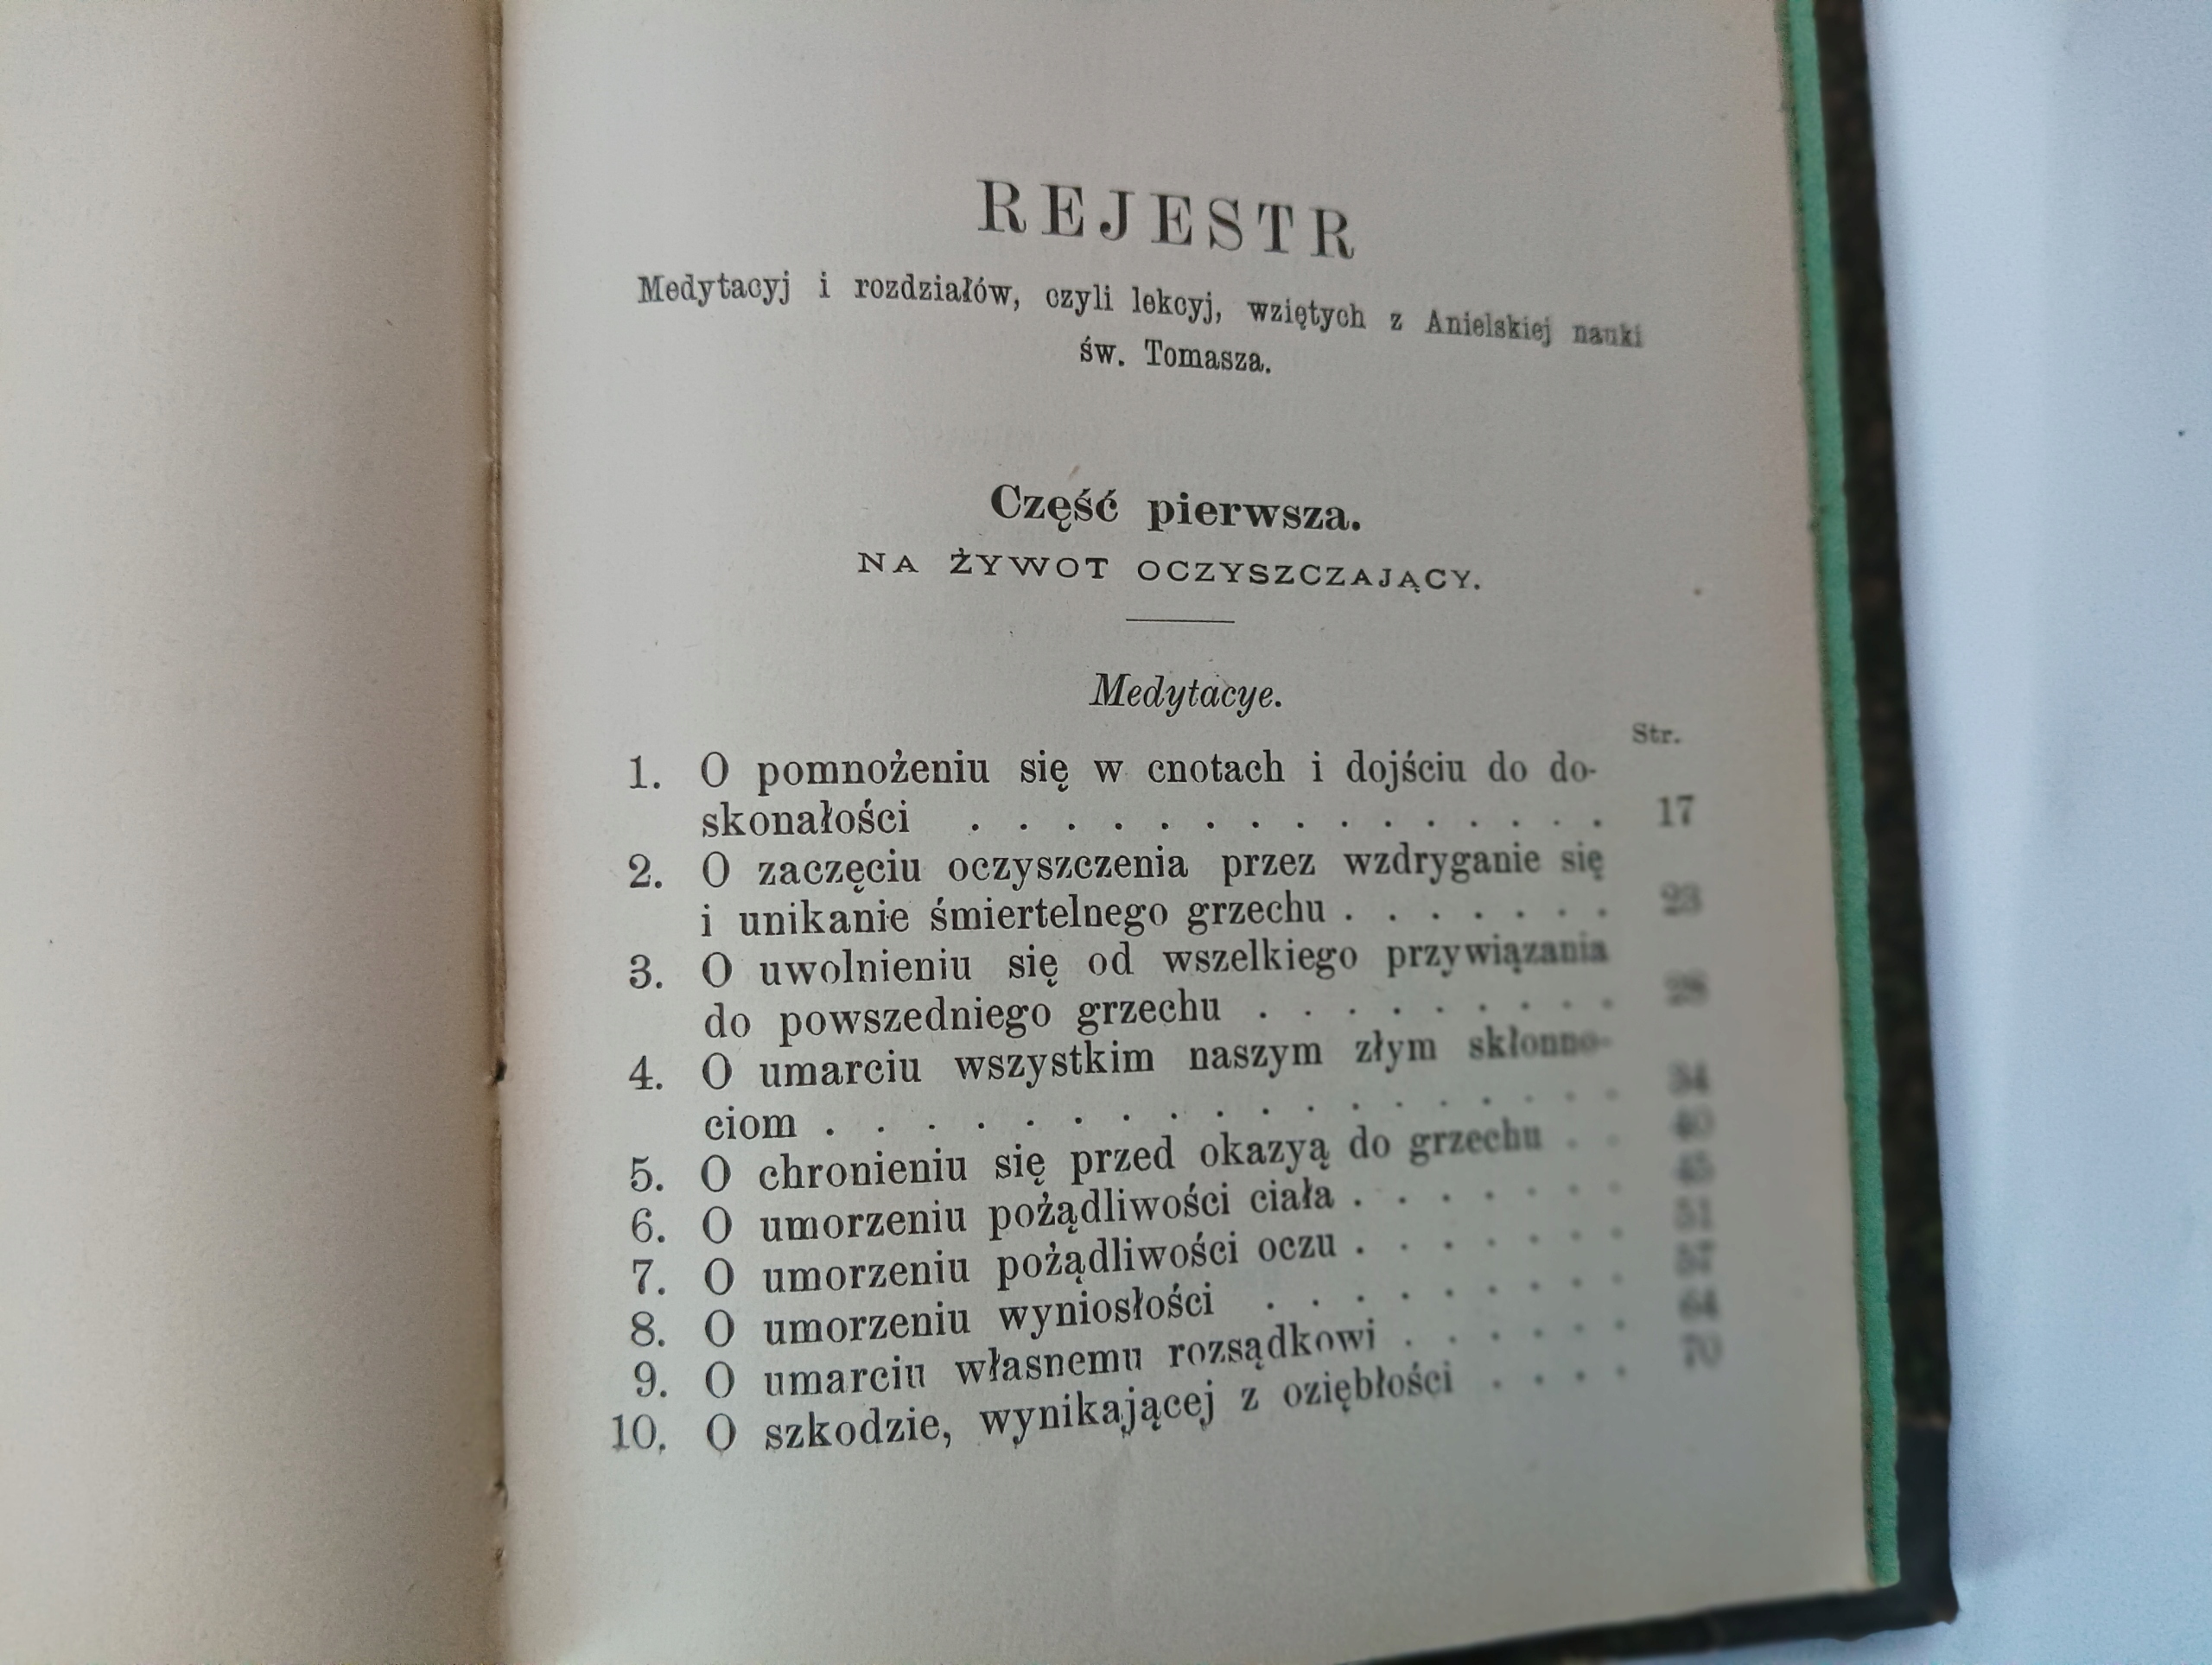 REJESTR
Medytacyj i rozdziałów, czyli lekcyj, wziętych z Anielskiej nauki
św. Tomasza.
Część pierwsza.
NA ŻYWOT OCZYSZCZAJĄCY.
Medytacye.
Str.
1. O pomnożeniu się w cnotach i dojściu do do-
skonałości . . . . . . . . . . . . . . 17
2. O zaczęciu oczyszczenia przez wzdryganie się
i unikanie śmiertelnego grzechu . . . . . . . 23
3. O uwolnieniu się od wszelkiego przywiązania
do powszedniego grzechu . . . . . . . . . 28
4. O umarciu wszystkim naszym złym skłonno-
ciom . . . . . . . . . . . . . . . . . 34
5. O chronieniu się przed okazyą do grzechu . . 40
6. O umorzeniu pożądliwości ciała . . . . . . . 45
7. O umorzeniu pożądliwości oczu . . . . . . . 51
8. O umorzeniu wyniosłości . . . . . . . . . 57
9. O umarciu własnemu rozsądkowi . . . . . . 64
10. O szkodzie, wynikającej z oziębłości . . . . 70